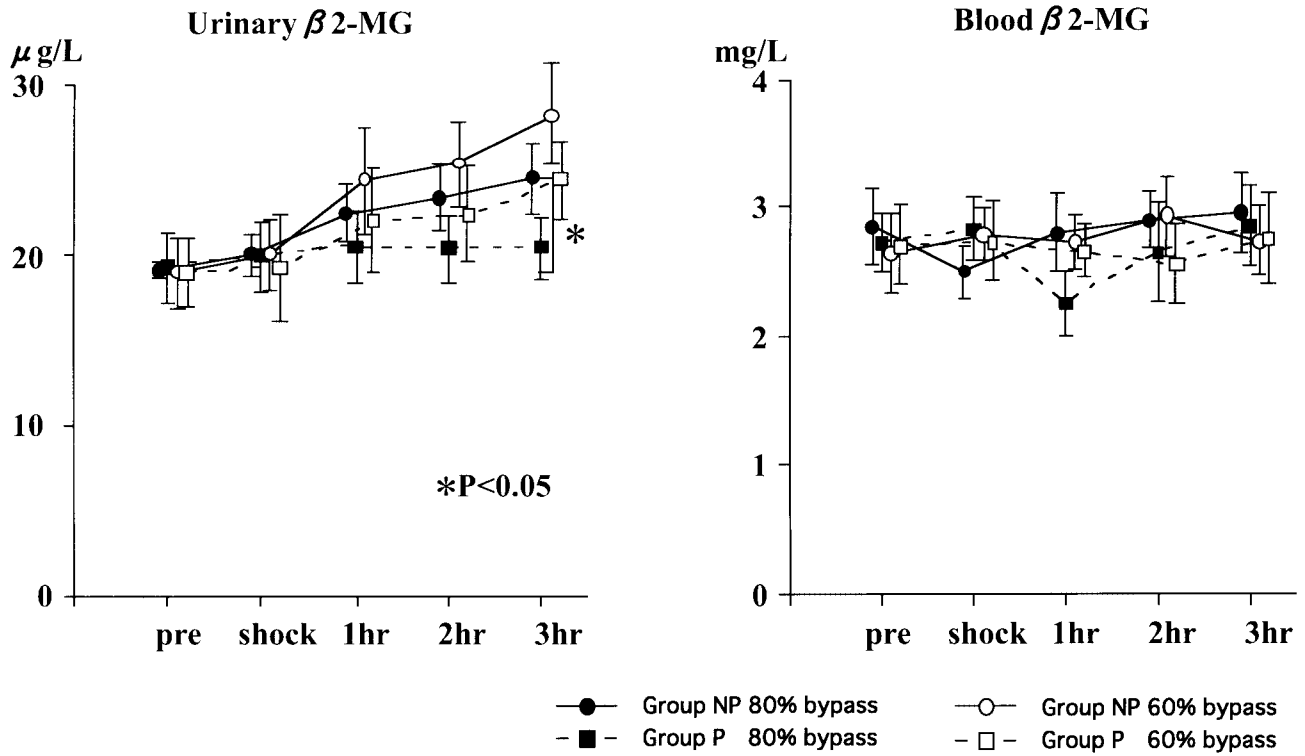 Urinary β2-MG
μg/L
30
20
10
0
pre shock 1hr 2hr 3hr
*
*P<0.05
Blood β2-MG
mg/L
4
3
2
1
0
pre shock 1hr 2hr 3hr
Group NP 80% bypass
Group NP 60% bypass
Group P 80% bypass
Group P 60% bypass